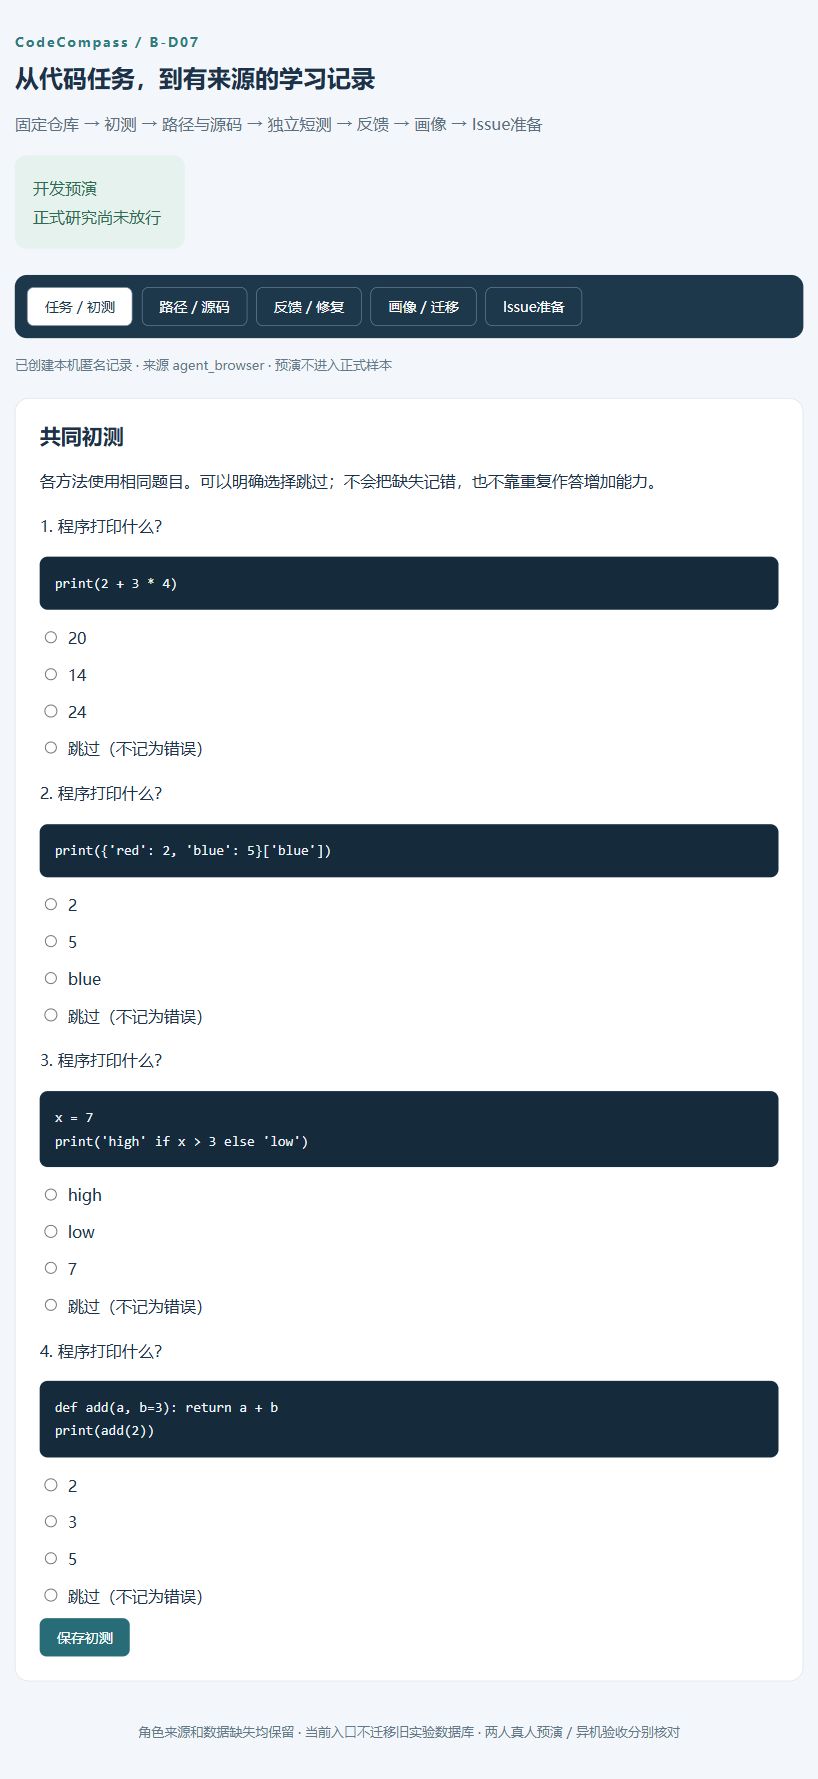 CodeCompass / B-D07
从代码任务，到有来源的学习记录
固定仓库 → 初测 → 路径与源码 → 独立短测 → 反馈 → 画像 → Issue准备
开发预演
正式研究尚未放行
任务 / 初测
路径 / 源码
反馈 / 修复
画像 / 迁移
Issue准备
已创建本机匿名记录 · 来源 agent_browser · 预演不进入正式样本
共同初测
各方法使用相同题目。可以明确选择跳过；不会把缺失记错，也不靠重复作答增加能力。
1. 程序打印什么？
print(2 + 3 * 4)
20
14
24
跳过（不记为错误）
2. 程序打印什么？
print({'red': 2, 'blue': 5}['blue'])
2
5
blue
跳过（不记为错误）
3. 程序打印什么？
x = 7
print('high' if x > 3 else 'low')
high
low
7
跳过（不记为错误）
4. 程序打印什么？
def add(a, b=3): return a + b
print(add(2))
2
3
5
跳过（不记为错误）
保存初测
角色来源和数据缺失均保留 · 当前入口不迁移旧实验数据库 · 两人真人预演 / 异机验收分别核对